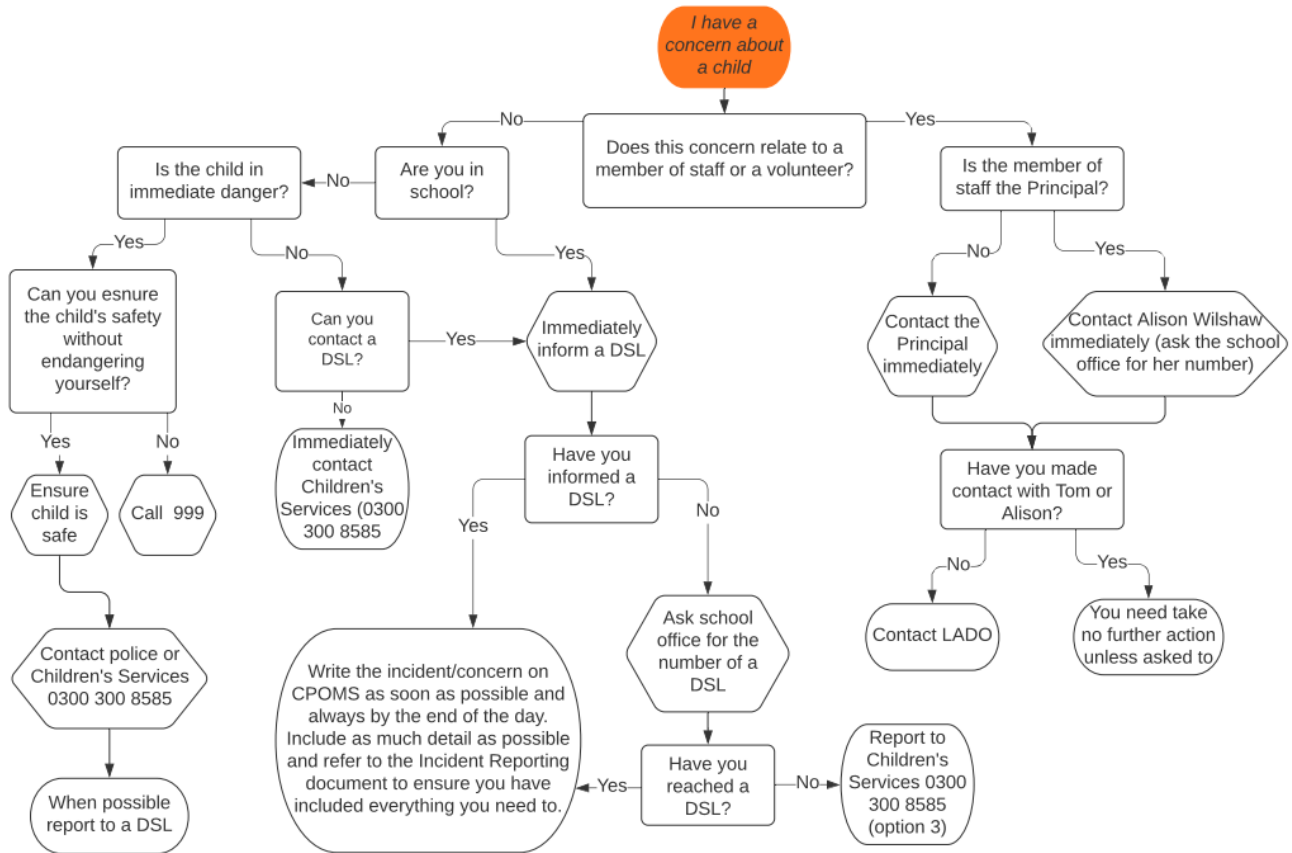 I have a
concern about
a child
No
Yes
Does this concern relate to a
member of staff or a volunteer?
Is the child in
immediate danger?
No
Are you in
school?
Is the member of
staff the Principal?
Yes
No
Yes
No
Yes
Can you esnure
the child's safety
without
endangering
yourself?
Can you
contact a
DSL?
Yes
Immediately
inform a DSL
Contact the
Principal
immediately
Contact Alison Wilshaw
immediately (ask the school
office for her number)
Yes
No
No
Immediately
contact
Children's
Services (0300
300 8585
Have you
informed a
DSL?
Have you made
contact with Tom or
Alison?
Ensure
child is
safe
Call 999
Yes
No
No
Yes
Contact police or
Children's Services
0300 300 8585
Ask school
office for the
number of a
DSL
Contact LADO
You need take
no further action
unless asked to
Write the incident/concern on
CPOMS as soon as possible and
always by the end of the day.
Include as much detail as possible
and refer to the Incident Reporting
document to ensure you have
included everything you need to.
Yes
Have you
reached a
DSL?
No
Report to
Children's
Services 0300
300 8585
(option 3)
When possible
report to a DSL